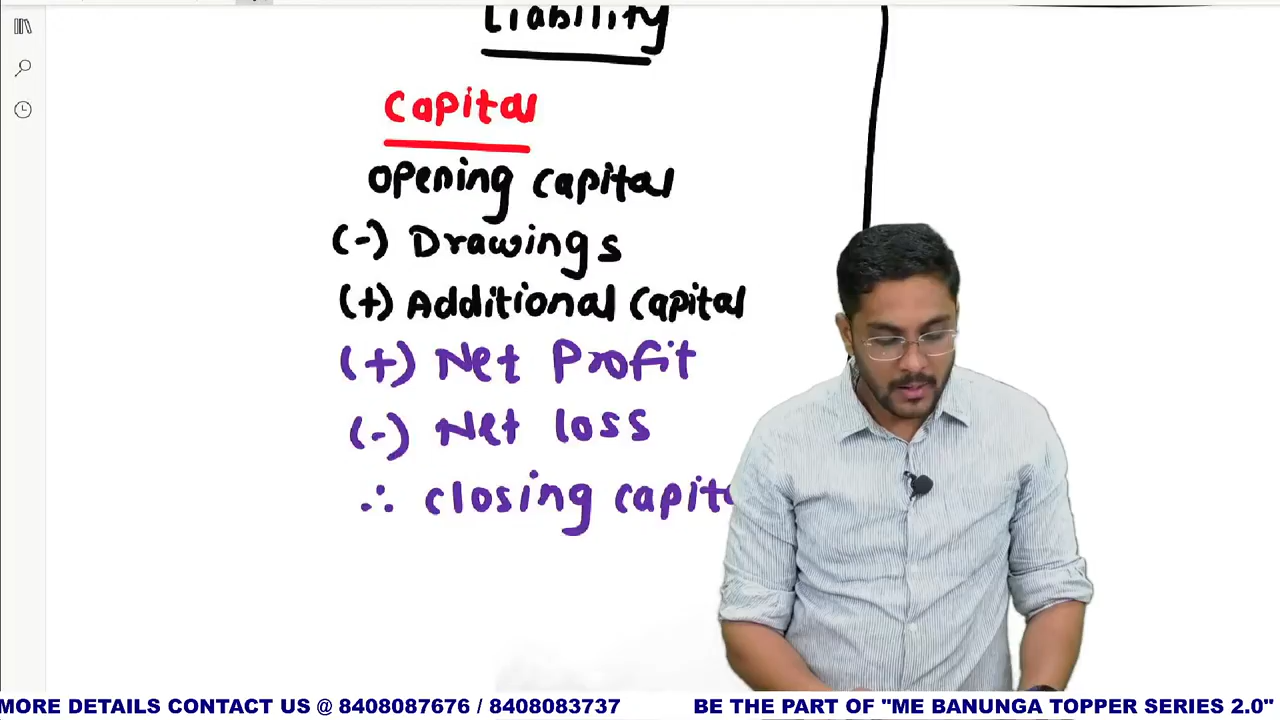 Liability
Capital
Opening capital
(-) Drawings
(+) Additional Capital
(+) Net Profit
(-) Net loss
∴ closing capita
MORE DETAILS CONTACT US @ 8408087676 / 8408083737
BE THE PART OF "ME BANUNGA TOPPER SERIES 2.0"